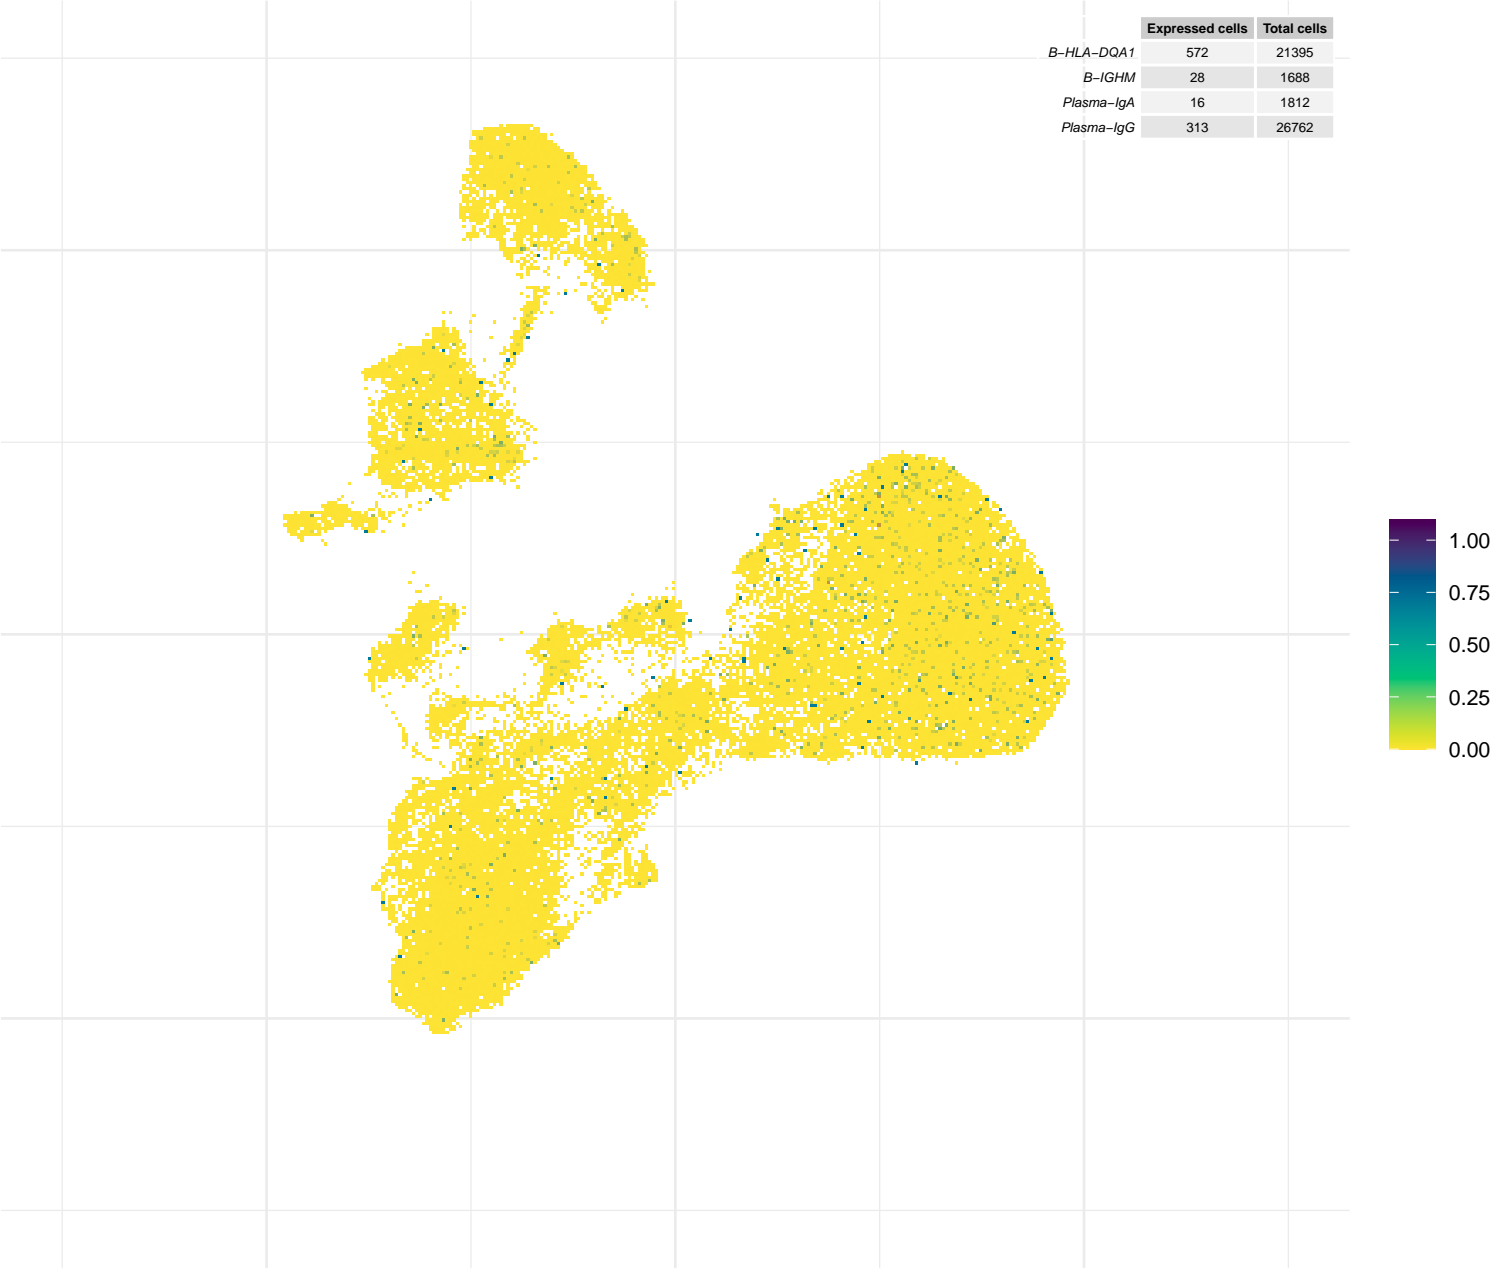 Expressed cells Total cells
B−HLA−DQA1 572 21395
B−IGHM 28 1688
Plasma−IgA 16 1812
Plasma−IgG 313 26762
1.00
0.75
0.50
0.25
0.00